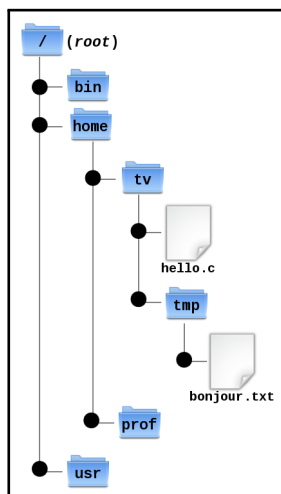 / (root)
bin
home
tv
hello.c
tmp
bonjour.txt
prof
usr